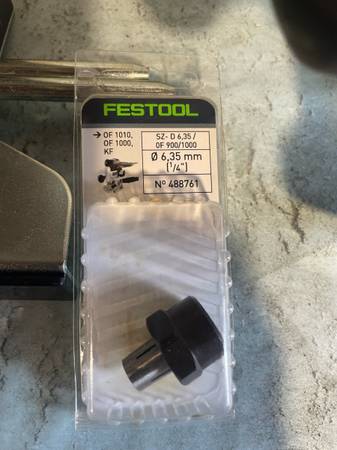 FESTOOL
→ OF 1010,
OF 1000,
KF
SZ- D 6,35/
OF 900/1000
Ø 6,35 mm
(1/4")
Nº 488761